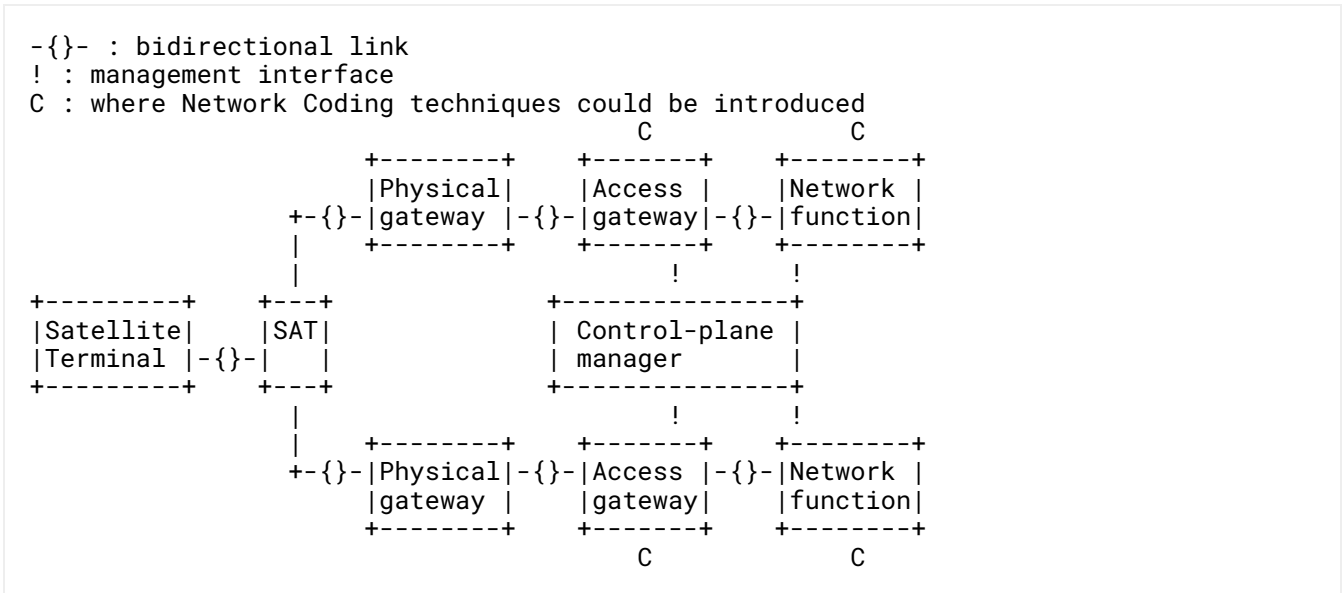 -{}- : bidirectional link
! : management interface
C : where Network Coding techniques could be introduced
                                          C             C
                       +--------+    +-------+    +--------+
                       |Physical|    |Access |    |Network |
                  +-{}-|gateway |-{}-|gateway|-{}-|function|
                  |    +--------+    +-------+    +--------+
                  |                         !       !
+---------+    +---+              +---------------+
|Satellite|    |SAT|              | Control-plane |
|Terminal |-{}-|   |              | manager       |
+---------+    +---+              +---------------+
                  |                         !       !
                  |    +--------+    +-------+    +--------+
                  +-{}-|Physical|-{}-|Access |-{}-|Network |
                       |gateway |    |gateway|    |function|
                       +--------+    +-------+    +--------+
                                          C             C